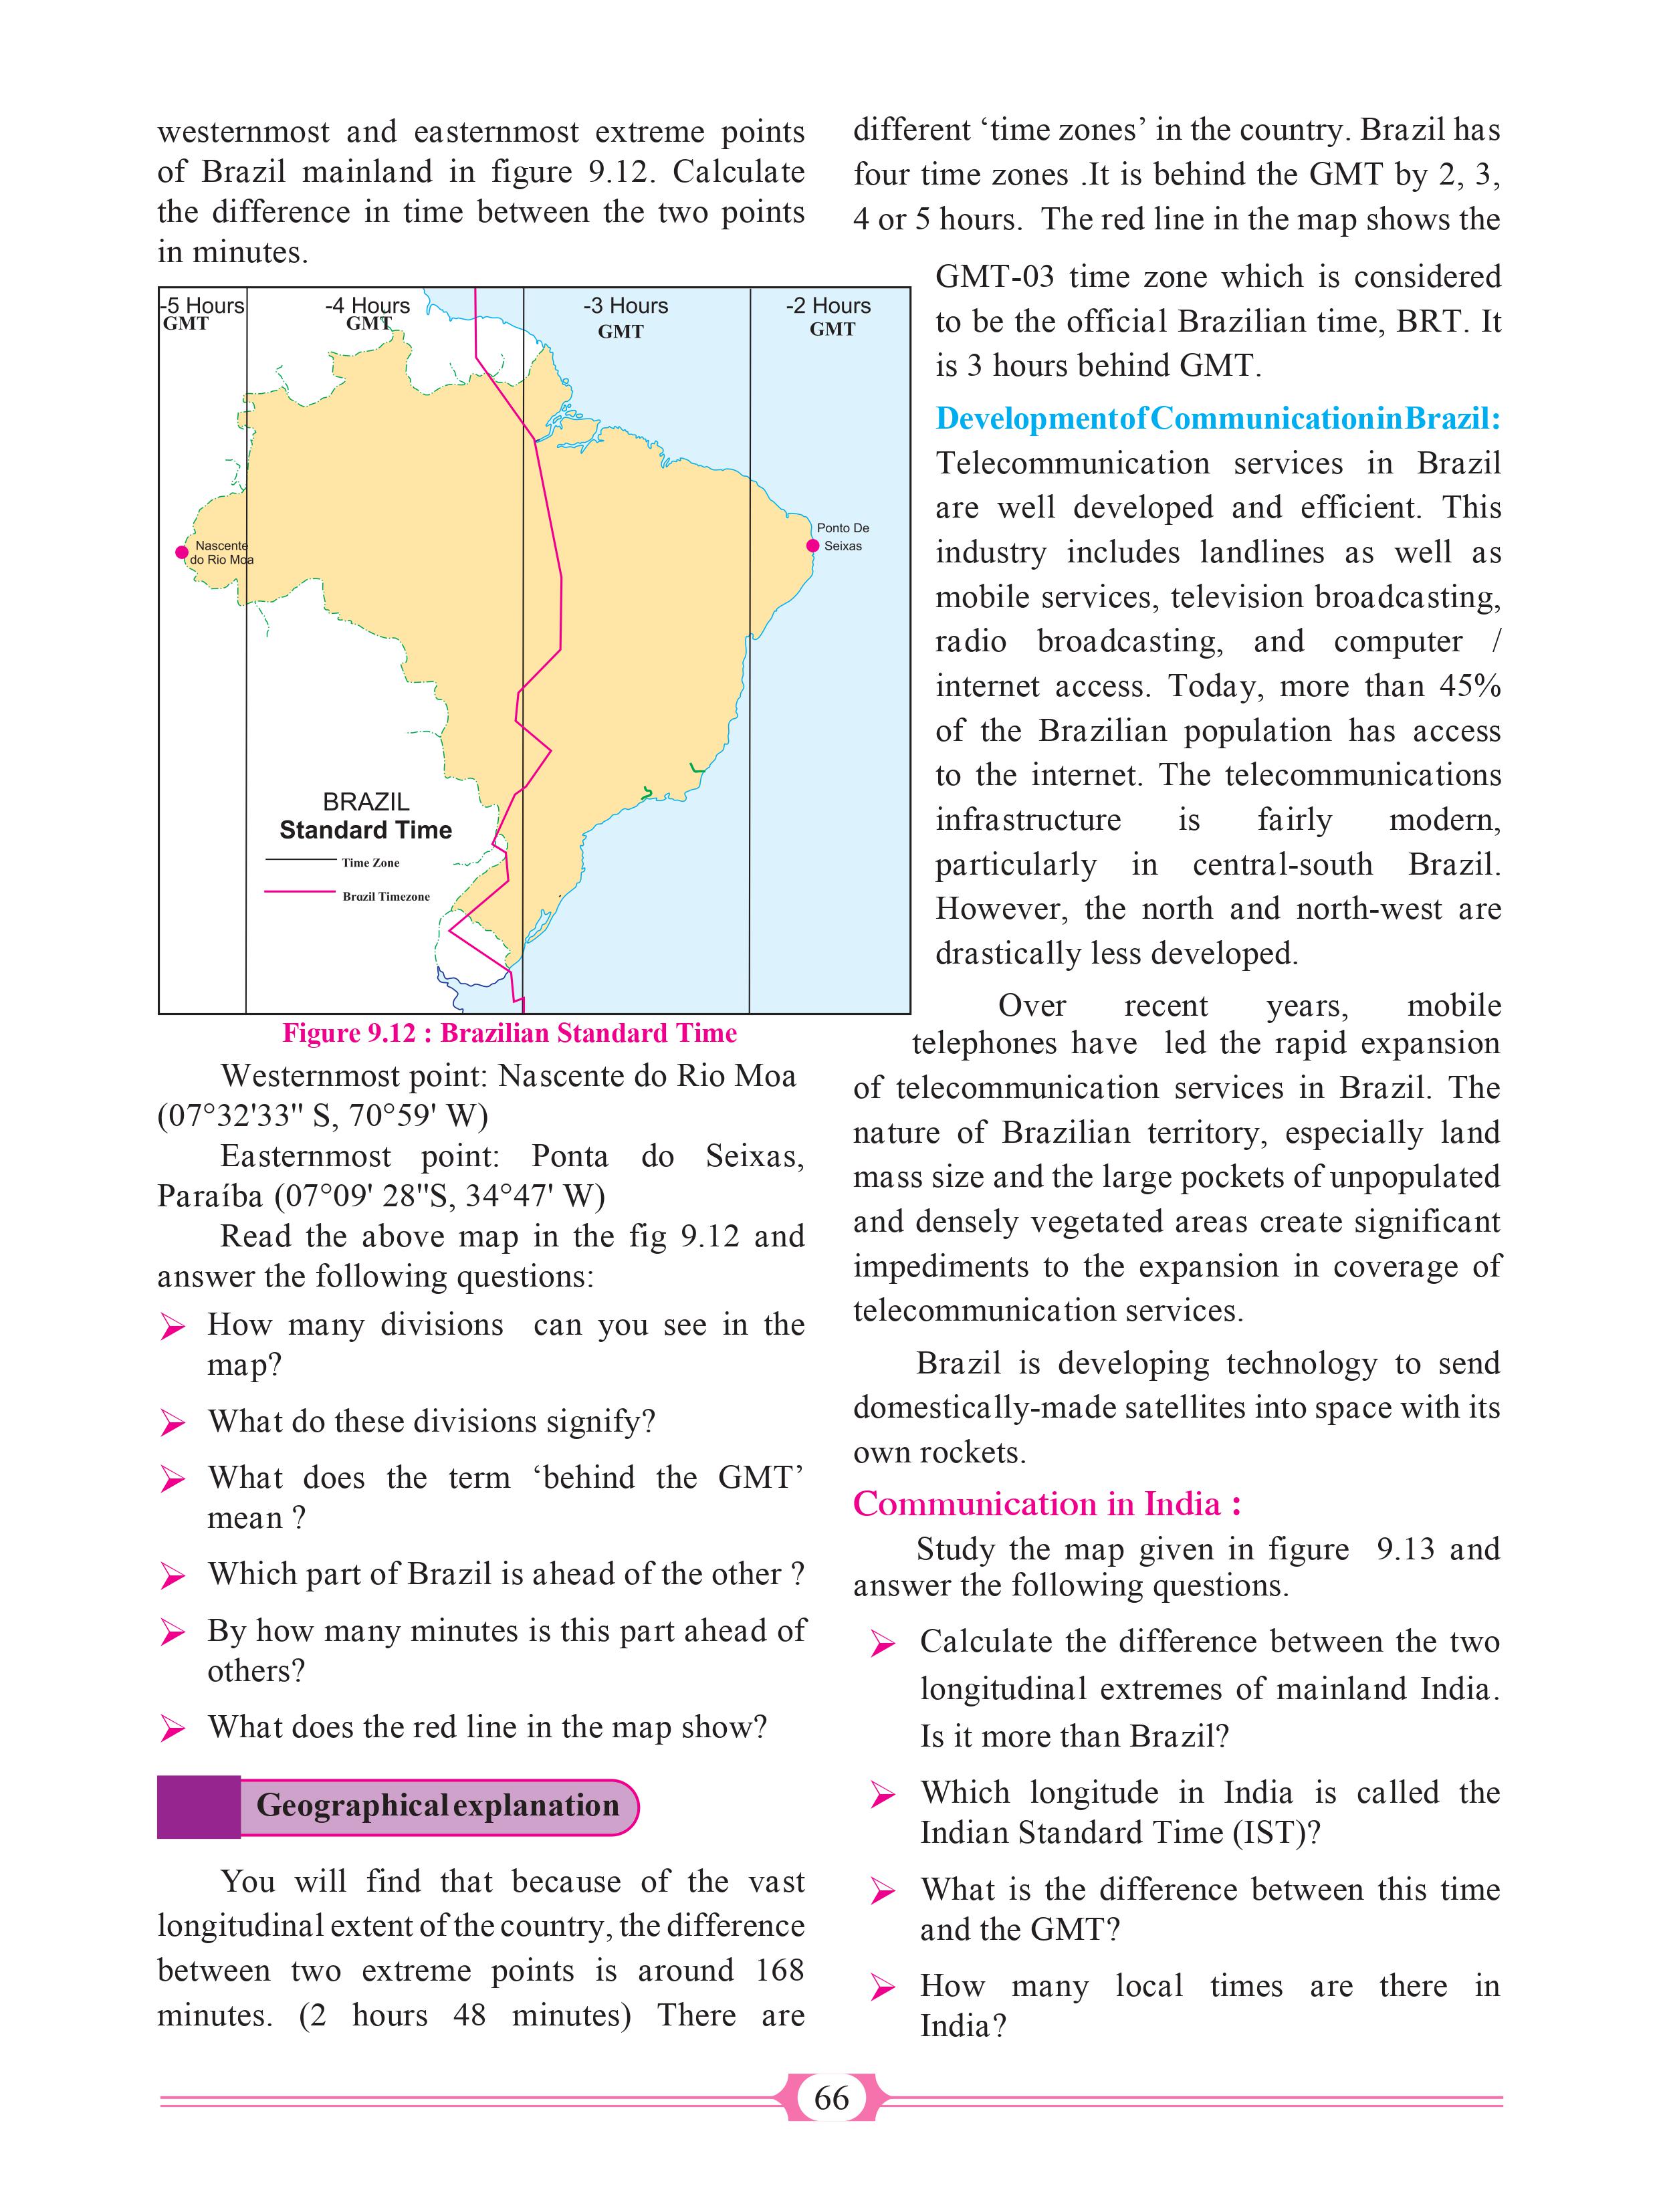 westernmost and easternmost extreme points
of Brazil mainland in figure 9.12. Calculate
the difference in time between the two points
in minutes.
-5 Hours
GMT
-4 Hours
GMT
-3 Hours
GMT
-2 Hours
GMT
Nascente
do Rio Moa
Ponto De
Seixas
BRAZIL
Standard Time
Time Zone
Brazil Timezone
Figure 9.12 : Brazilian Standard Time
Westernmost point: Nascente do Rio Moa
(07°32'33" S, 70°59' W)
Easternmost point: Ponta do Seixas,
Paraíba (07°09' 28"S, 34°47' W)
Read the above map in the fig 9.12 and
answer the following questions:
How many divisions can you see in the
map?
What do these divisions signify?
What does the term ‘behind the GMT’
mean ?
Which part of Brazil is ahead of the other ?
By how many minutes is this part ahead of
others?
What does the red line in the map show?
Geographical explanation
You will find that because of the vast
longitudinal extent of the country, the difference
between two extreme points is around 168
minutes. (2 hours 48 minutes) There are
different ‘time zones’ in the country. Brazil has
four time zones .It is behind the GMT by 2, 3,
4 or 5 hours. The red line in the map shows the
GMT-03 time zone which is considered
to be the official Brazilian time, BRT. It
is 3 hours behind GMT.
Development of Communication in Brazil:
Telecommunication services in Brazil
are well developed and efficient. This
industry includes landlines as well as
mobile services, television broadcasting,
radio broadcasting, and computer /
internet access. Today, more than 45%
of the Brazilian population has access
to the internet. The telecommunications
infrastructure is fairly modern,
particularly in central-south Brazil.
However, the north and north-west are
drastically less developed.
Over recent years, mobile
telephones have led the rapid expansion
of telecommunication services in Brazil. The
nature of Brazilian territory, especially land
mass size and the large pockets of unpopulated
and densely vegetated areas create significant
impediments to the expansion in coverage of
telecommunication services.
Brazil is developing technology to send
domestically-made satellites into space with its
own rockets.
Communication in India :
Study the map given in figure 9.13 and
answer the following questions.
Calculate the difference between the two
longitudinal extremes of mainland India.
Is it more than Brazil?
Which longitude in India is called the
Indian Standard Time (IST)?
What is the difference between this time
and the GMT?
How many local times are there in
India?
66